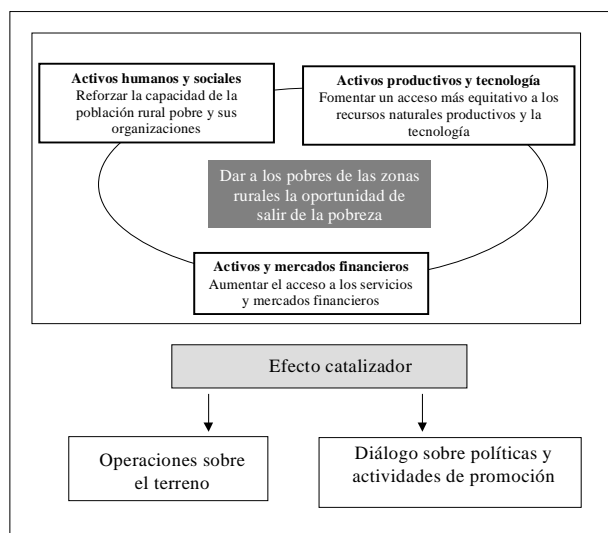 Activos humanos y sociales
Reforzar la capacidad de la
población rural pobre y sus
organizaciones
Activos productivos y tecnología
Fomentar un acceso más equitativo a los
recursos naturales productivos y la
tecnología
Dar a los pobres de las zonas
rurales la oportunidad de
salir de la pobreza
Activos y mercados financieros
Aumentar el acceso a los servicios
y mercados financieros
Efecto catalizador
Operaciones sobre
el terreno
Diálogo sobre políticas y
actividades de promoción